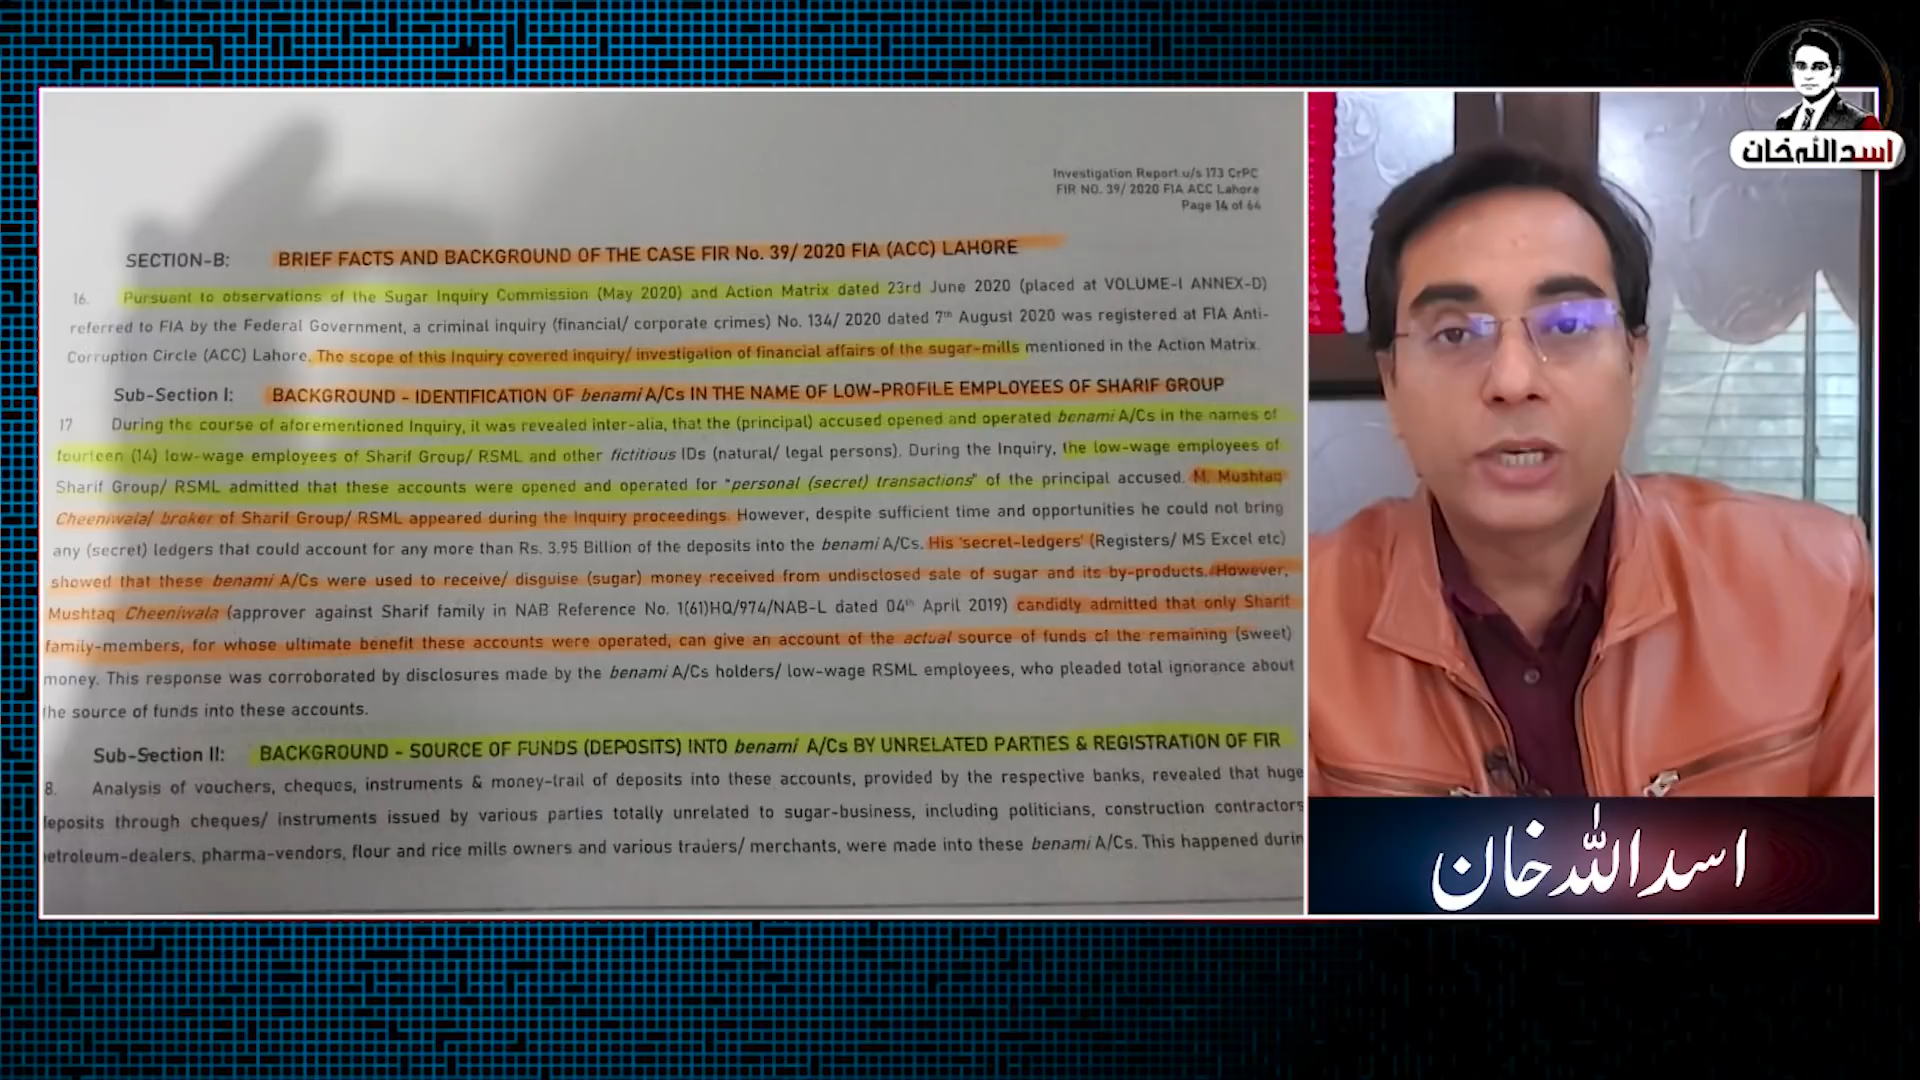 Investigation Report u/s 173 CrPC
FIR NO. 39/ 2020 FIA ACC Lahore
Page 14 of 64
SECTION-B: BRIEF FACTS AND BACKGROUND OF THE CASE FIR No. 39/ 2020 FIA (ACC) LAHORE
16. Pursuant to observations of the Sugar Inquiry Commission (May 2020) and Action Matrix dated 23rd June 2020 (placed at VOLUME-I ANNEX-D)
referred to FIA by the Federal Government, a criminal inquiry (financial/ corporate crimes) No. 134/ 2020 dated 7th August 2020 was registered at FIA Anti-
Corruption Circle (ACC) Lahore. The scope of this Inquiry covered inquiry/ investigation of financial affairs of the sugar-mills mentioned in the Action Matrix.
Sub-Section I: BACKGROUND - IDENTIFICATION OF benami A/Cs IN THE NAME OF LOW-PROFILE EMPLOYEES OF SHARIF GROUP
17 During the course of aforementioned Inquiry, it was revealed inter-alia, that the (principal) accused opened and operated benami A/Cs in the names of
fourteen (14) low-wage employees of Sharif Group/ RSML and other fictitious IDs (natural/ legal persons). During the Inquiry, the low-wage employees of
Sharif Group/ RSML admitted that these accounts were opened and operated for "personal (secret) transactions" of the principal accused. M. Mushtaq
Cheeniwala/ broker of Sharif Group/ RSML appeared during the Inquiry proceedings. However, despite sufficient time and opportunities he could not bring
any (secret) ledgers that could account for any more than Rs. 3.95 Billion of the deposits into the benami A/Cs. His 'secret-ledgers' (Registers/ MS Excel etc)
showed that these benami A/Cs were used to receive/ disguise (sugar) money received from undisclosed sale of sugar and its by-products. However,
Mushtaq Cheeniwala (approver against Sharif family in NAB Reference No. 1(61)HQ/974/NAB-L dated 04th April 2019) candidly admitted that only Sharif
family-members, for whose ultimate benefit these accounts were operated, can give an account of the actual source of funds of the remaining (sweet)
money. This response was corroborated by disclosures made by the benami A/Cs holders/ low-wage RSML employees, who pleaded total ignorance about
the source of funds into these accounts.
Sub-Section II: BACKGROUND - SOURCE OF FUNDS (DEPOSITS) INTO benami A/Cs BY UNRELATED PARTIES & REGISTRATION OF FIR
8. Analysis of vouchers, cheques, instruments & money-trail of deposits into these accounts, provided by the respective banks, revealed that huge
deposits through cheques/ instruments issued by various parties totally unrelated to sugar-business, including politicians, construction contractors
petroleum-dealers, pharma-vendors, flour and rice mills owners and various traders/ merchants, were made into these benami A/Cs. This happened durin
اسد اللہ خان
اسد اللہ خان